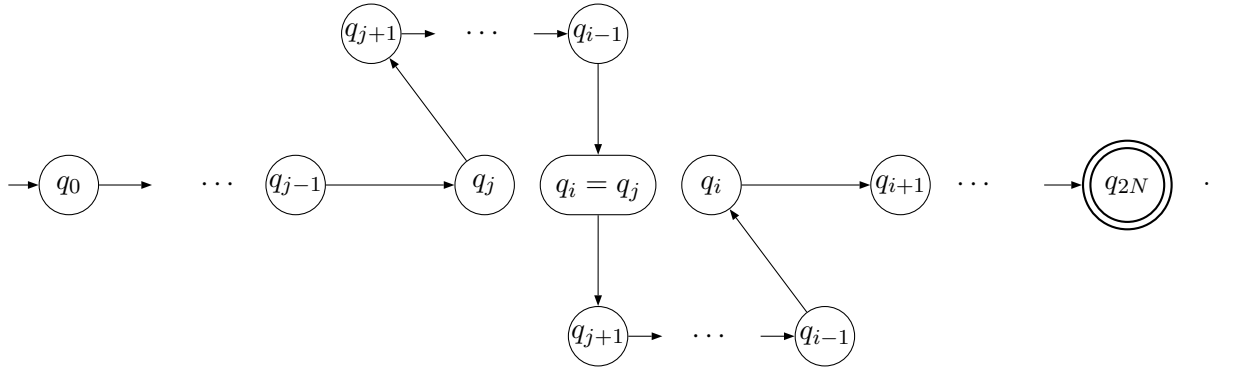 q_{j+1} ⋯ q_{i−1}
q_0 ⋯ q_{j−1} q_j q_i = q_j q_i q_{i+1} ⋯ q_{2N} .
q_{j+1} ⋯ q_{i−1}